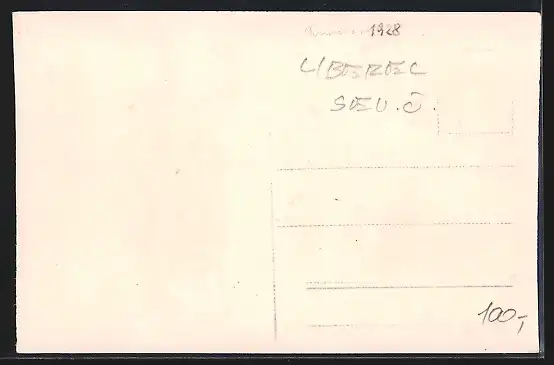 1928
LIBEREC
SEV.Č.
100,-